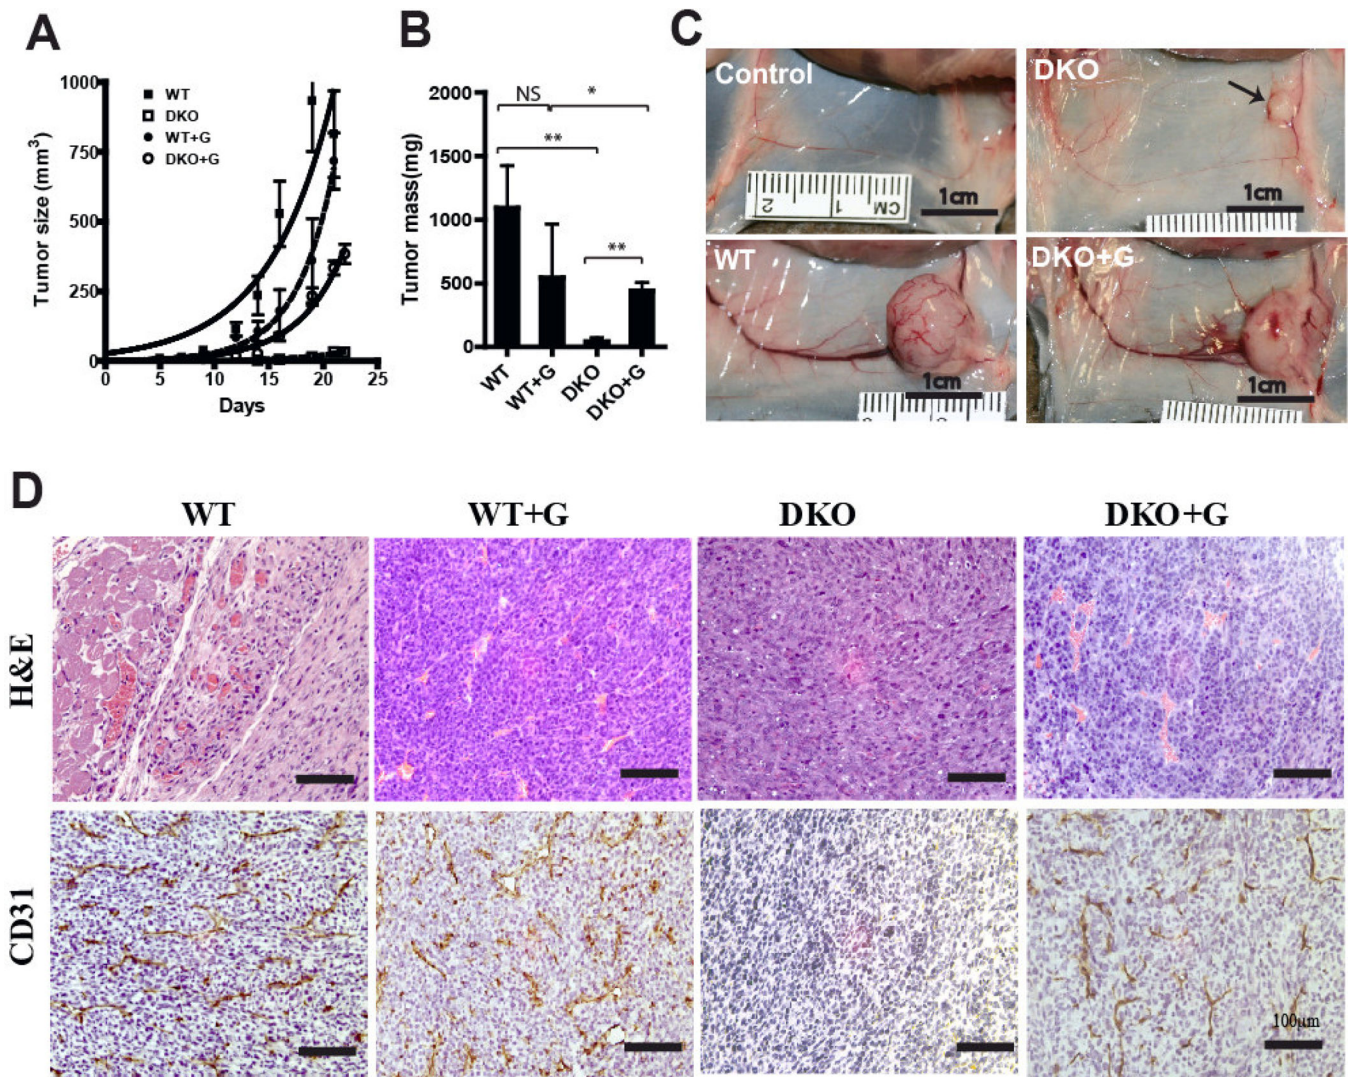 A
Tumor size (mm³)
1000
750
500
250
0
0 5 10 15 20 25
Days
WT
DKO
WT+G
DKO+G
B
Tumor mass(mg)
2000
1500
1000
500
0
NS *
**
**
WT WT+G DKO DKO+G
C
Control
2 1 CM
1cm
DKO
1cm
WT
1cm
DKO+G
1cm
D
WT WT+G DKO DKO+G
H&E
CD31
100µm